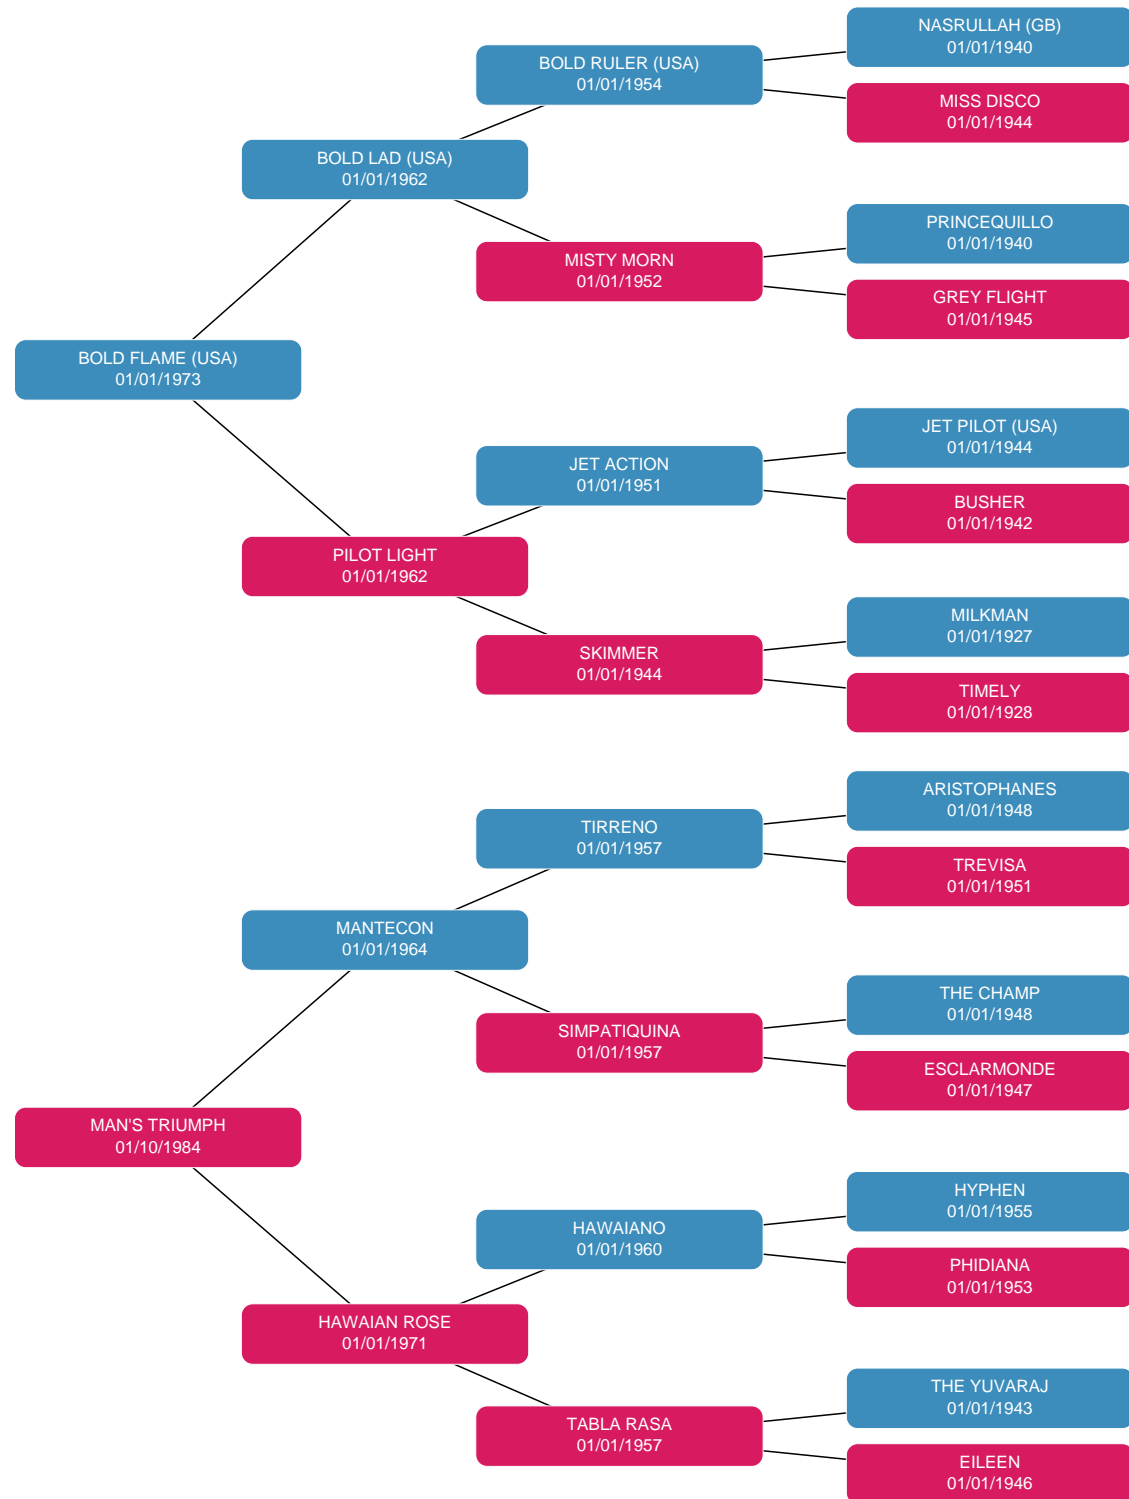 NASRULLAH (GB)
01/01/1940
BOLD RULER (USA)
01/01/1954
MISS DISCO
01/01/1944
BOLD LAD (USA)
01/01/1962
PRINCEQUILLO
01/01/1940
MISTY MORN
01/01/1952
GREY FLIGHT
01/01/1945
BOLD FLAME (USA)
01/01/1973
JET PILOT (USA)
01/01/1944
JET ACTION
01/01/1951
BUSHER
01/01/1942
PILOT LIGHT
01/01/1962
MILKMAN
01/01/1927
SKIMMER
01/01/1944
TIMELY
01/01/1928
ARISTOPHANES
01/01/1948
TIRRENO
01/01/1957
TREVISA
01/01/1951
MANTECON
01/01/1964
THE CHAMP
01/01/1948
SIMPATIQUINA
01/01/1957
ESCLARMONDE
01/01/1947
MAN'S TRIUMPH
01/10/1984
HYPHEN
01/01/1955
HAWAIANO
01/01/1960
PHIDIANA
01/01/1953
HAWAIAN ROSE
01/01/1971
THE YUVARAJ
01/01/1943
TABLA RASA
01/01/1957
EILEEN
01/01/1946